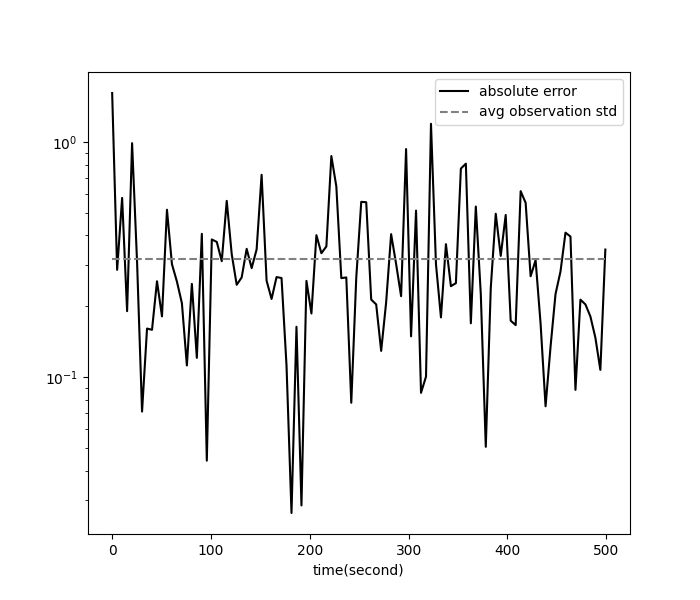 absolute error
avg observation std
10⁰
10⁻¹
0 100 200 300 400 500
time(second)